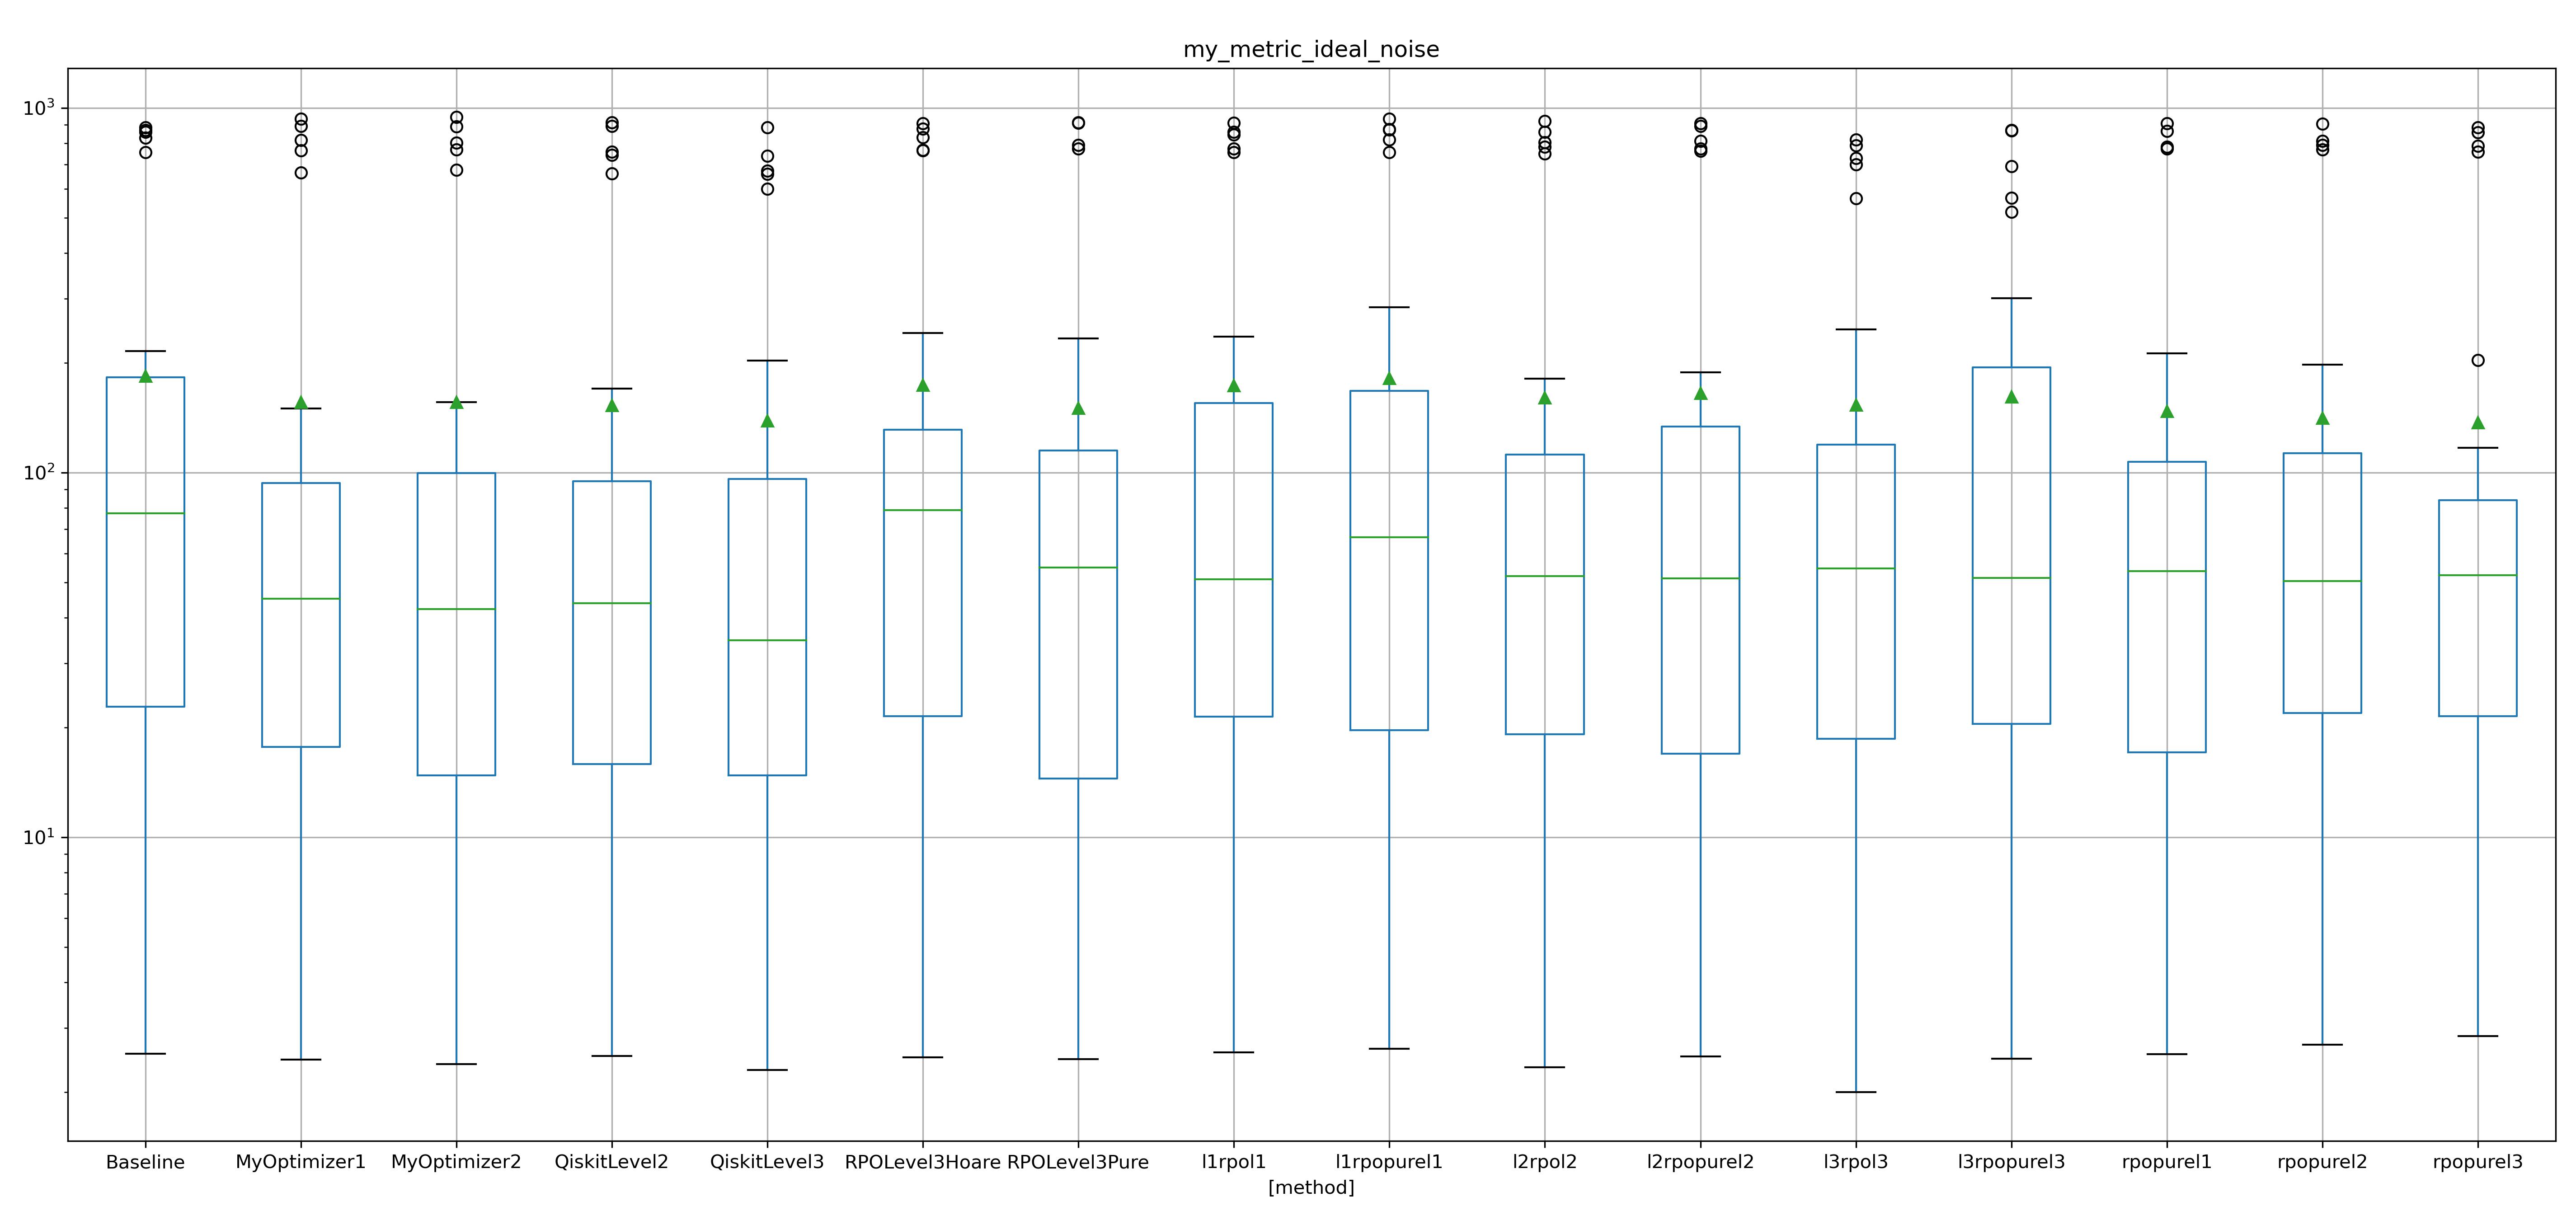 my_metric_ideal_noise
10³
10²
10¹
Baseline MyOptimizer1 MyOptimizer2 QiskitLevel2 QiskitLevel3 RPOLevel3Hoare RPOLevel3Pure l1rpol1 l1rpopurel1 l2rpol2 l2rpopurel2 l3rpol3 l3rpopurel3 rpopurel1 rpopurel2 rpopurel3
[method]